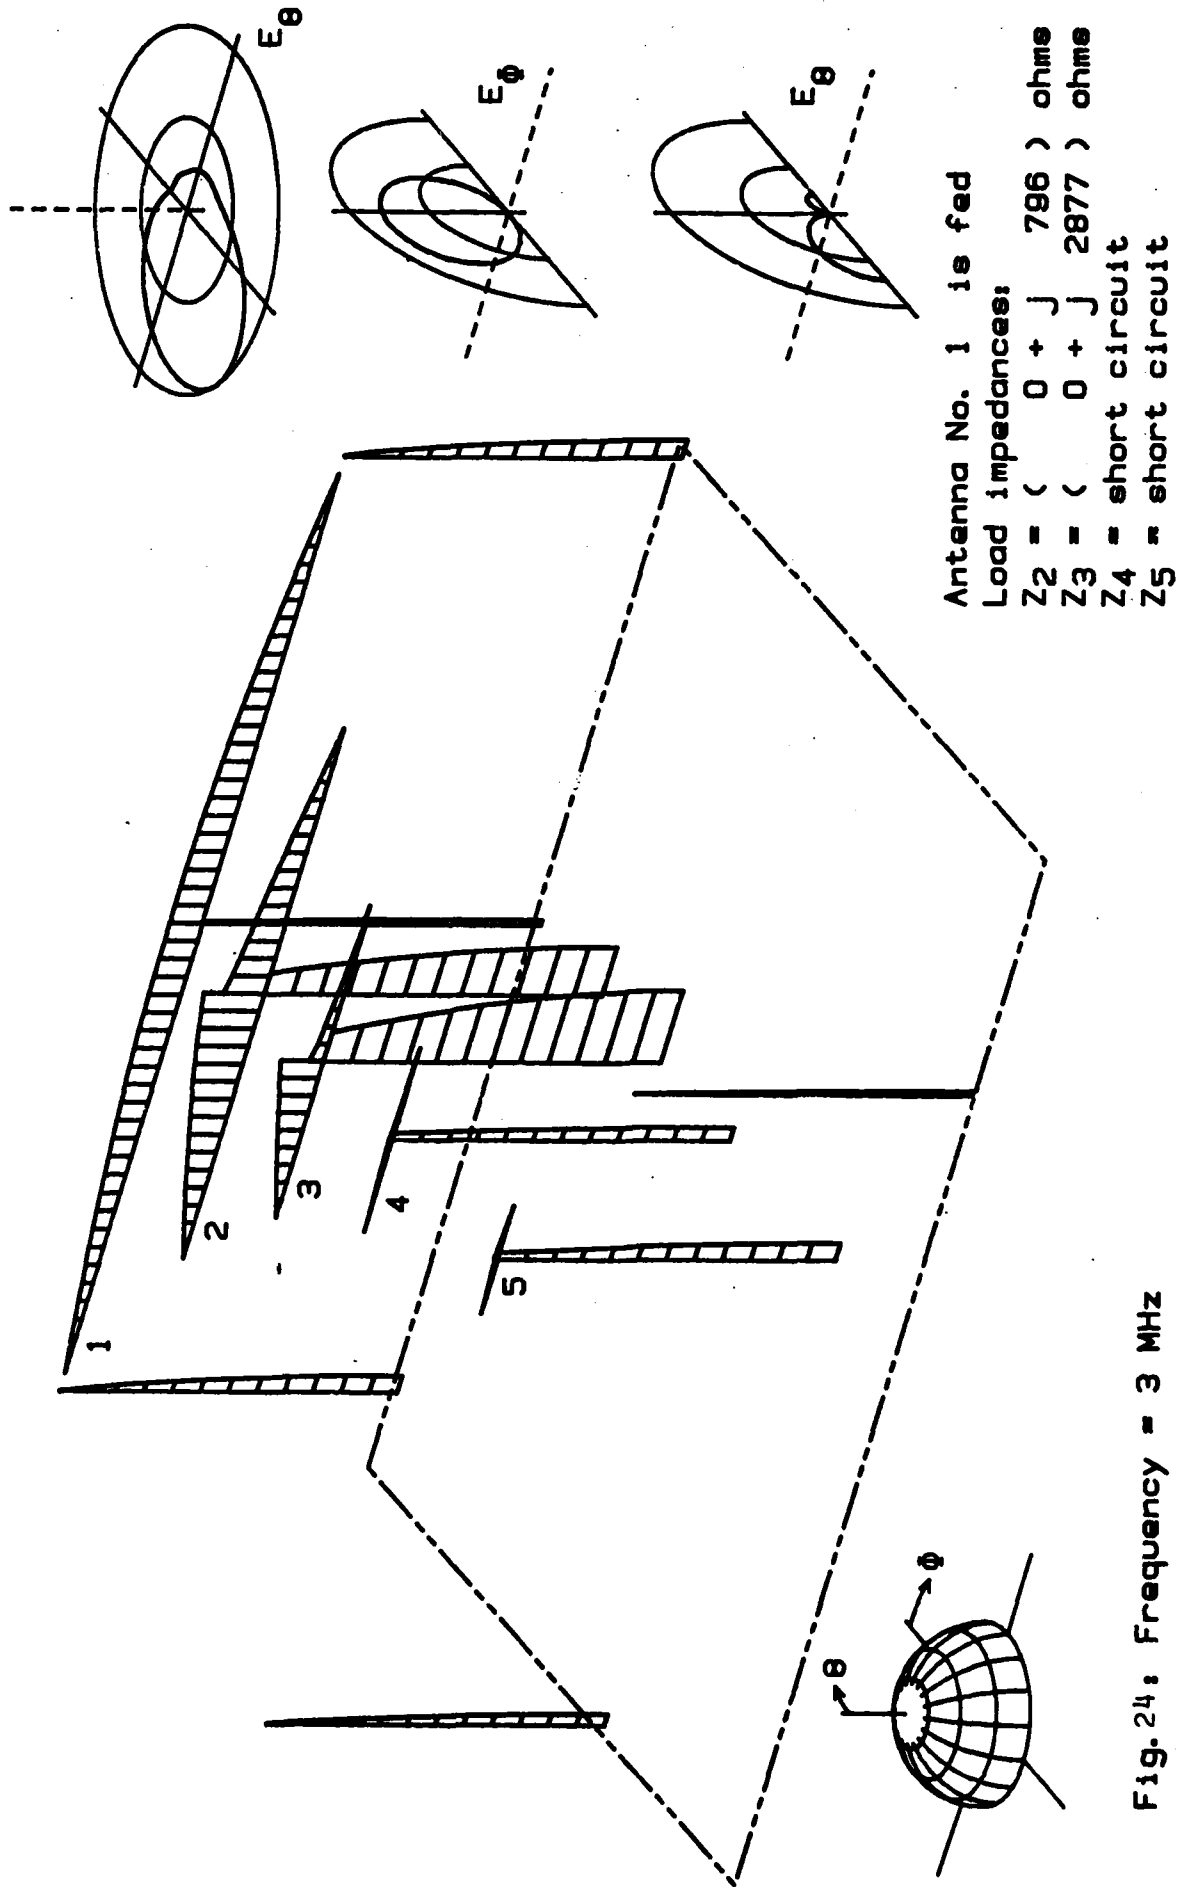 E_θ
E_Φ
E_θ
1
2
3
4
5
θ
Φ
Antenna No. 1 is fed
Load impedances:
Z2 = ( 0 + j 796 ) ohms
Z3 = ( 0 + j 2877 ) ohms
Z4 = short circuit
Z5 = short circuit
Fig.24: Frequency = 3 MHz